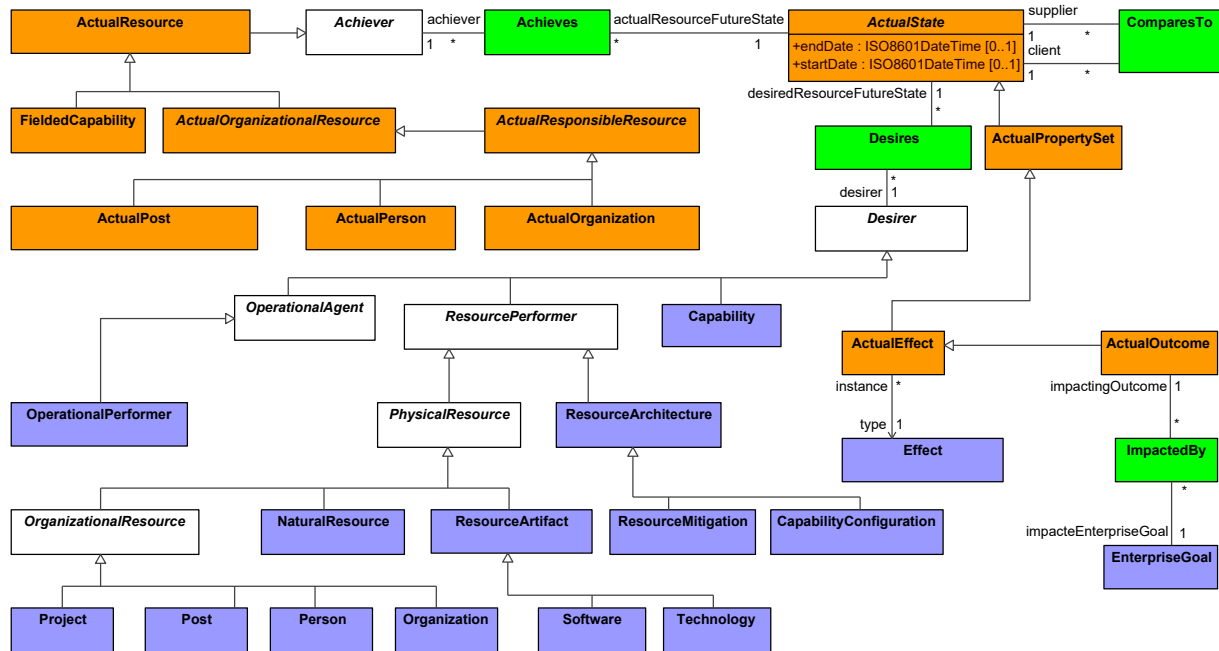 ActualResource
Achiever
achiever
1
*
Achieves
actualResourceFutureState
*
1
ActualState
+endDate : ISO8601DateTime [0..1]
+startDate : ISO8601DateTime [0..1]
supplier
1
*
client
1
*
ComparesTo
desiredResourceFutureState
1
*
FieldedCapability
ActualOrganizationalResource
ActualResponsibleResource
Desires
ActualPropertySet
*
desirer
1
ActualPost
ActualPerson
ActualOrganization
Desirer
OperationalAgent
ResourcePerformer
Capability
ActualEffect
ActualOutcome
instance
*
impactingOutcome
1
OperationalPerformer
PhysicalResource
ResourceArchitecture
type
1
*
Effect
ImpactedBy
*
OrganizationalResource
NaturalResource
ResourceArtifact
ResourceMitigation
CapabilityConfiguration
impacteEnterpriseGoal
1
EnterpriseGoal
Project
Post
Person
Organization
Software
Technology